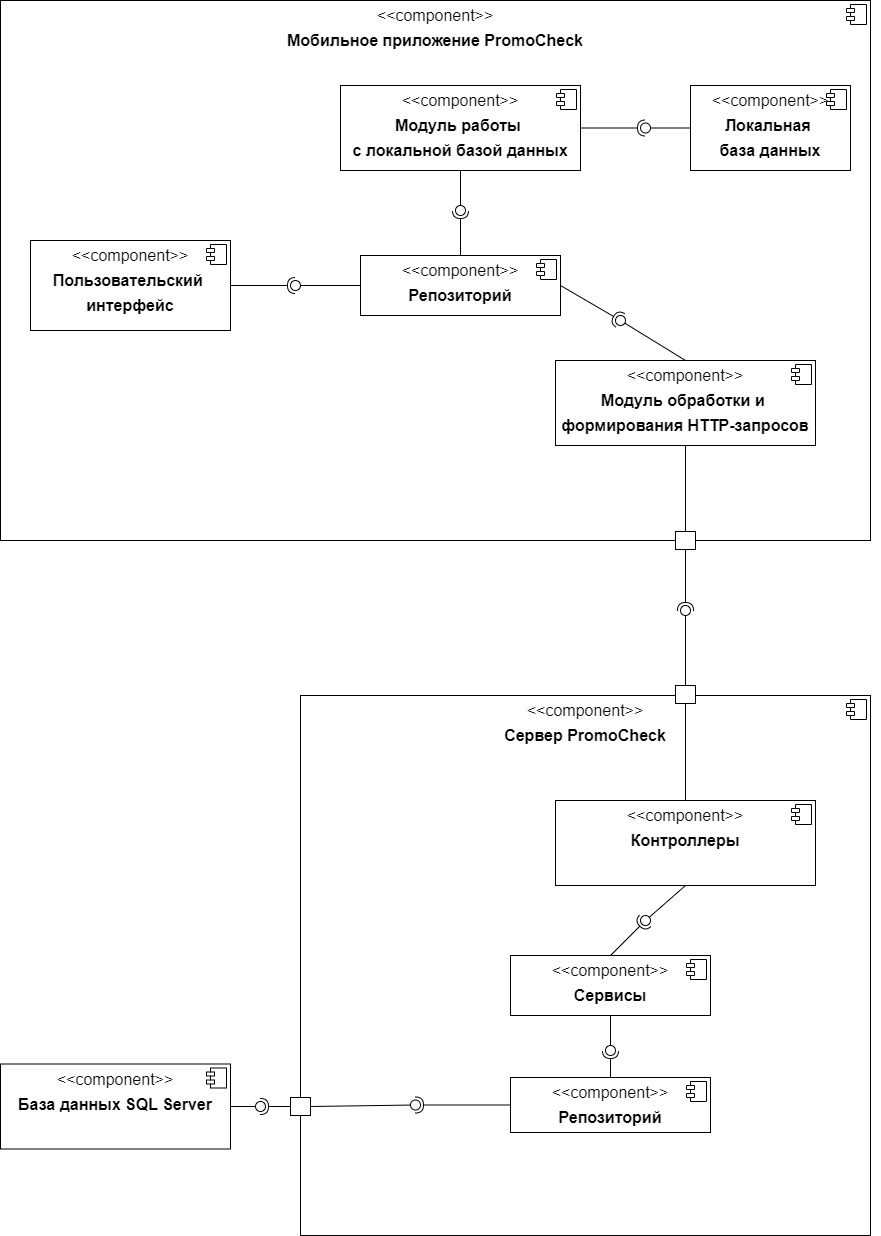 <<component>>
Мобильное приложение PromoCheck
<<component>>
Модуль работы
с локальной базой данных
<<component>>
Локальная
база данных
<<component>>
Пользовательский
интерфейс
<<component>>
Репозиторий
<<component>>
Модуль обработки и
формирования HTTP-запросов
<<component>>
Сервер PromoCheck
<<component>>
Контроллеры
<<component>>
Сервисы
<<component>>
База данных SQL Server
<<component>>
Репозиторий